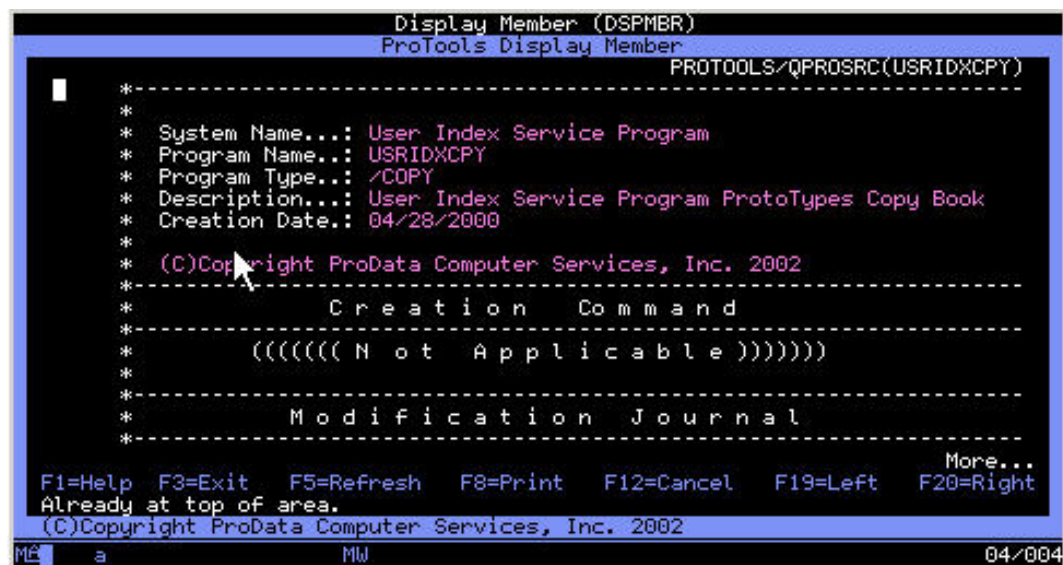 Display Member (DSPMBR)
ProTools Display Member
PROTOOLS/QPROSRC(USRIDXCPY)
*------------------------------------------------------------------
*
* System Name...: User Index Service Program
* Program Name..: USRIDXCPY
* Program Type..: /COPY
* Description...: User Index Service Program ProtoTypes Copy Book
* Creation Date.: 04/28/2000
*
* (C)Copyright ProData Computer Services, Inc. 2002
*------------------------------------------------------------------
* C r e a t i o n   C o m m a n d
*------------------------------------------------------------------
* ((((((( N o t   A p p l i c a b l e )))))))
*
*------------------------------------------------------------------
* M o d i f i c a t i o n   J o u r n a l
*------------------------------------------------------------------
More...
F1=Help F3=Exit F5=Refresh F8=Print F12=Cancel F19=Left F20=Right
Already at top of area.
(C)Copyright ProData Computer Services, Inc. 2002
a MW 04/004